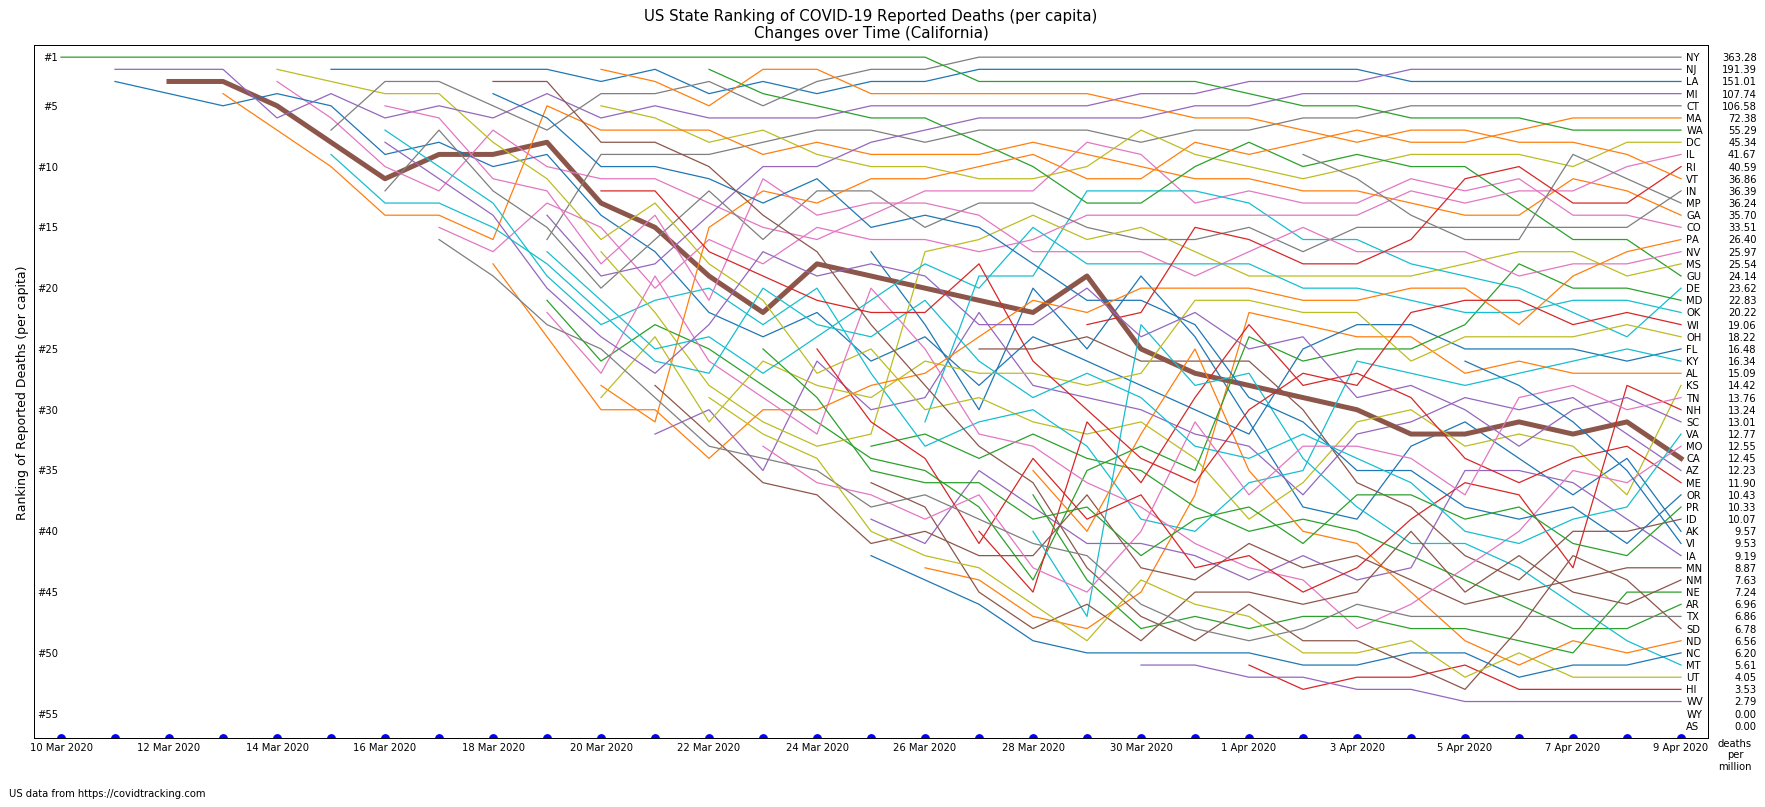 US State Ranking of COVID-19 Reported Deaths (per capita)
Changes over Time (California)
Ranking of Reported Deaths (per capita)
#1
#5
#10
#15
#20
#25
#30
#35
#40
#45
#50
#55
NY 363.28
NJ 191.39
LA 151.01
MI 107.74
CT 106.58
MA 72.38
WA 55.29
DC 45.34
IL 41.67
RI 40.59
VT 36.86
IN 36.39
MP 36.24
GA 35.70
CO 33.51
PA 26.40
NV 25.97
MS 25.54
GU 24.14
DE 23.62
MD 22.83
OK 20.22
WI 19.06
OH 18.22
FL 16.48
KY 16.34
AL 15.09
KS 14.42
TN 13.76
NH 13.24
SC 13.01
VA 12.77
MO 12.55
CA 12.45
AZ 12.23
ME 11.90
OR 10.43
PR 10.33
ID 10.07
AK 9.57
VI 9.53
IA 9.19
MN 8.87
NM 7.63
NE 7.24
AR 6.96
TX 6.86
SD 6.78
ND 6.56
NC 6.20
MT 5.61
UT 4.05
HI 3.53
WV 2.79
WY 0.00
AS 0.00
10 Mar 2020 12 Mar 2020 14 Mar 2020 16 Mar 2020 18 Mar 2020 20 Mar 2020 22 Mar 2020 24 Mar 2020 26 Mar 2020 28 Mar 2020 30 Mar 2020 1 Apr 2020 3 Apr 2020 5 Apr 2020 7 Apr 2020 9 Apr 2020
deaths
per
million
US data from https://covidtracking.com